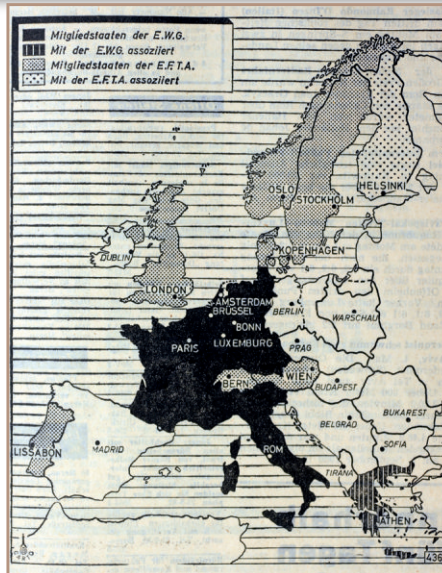 Mitgliedstaaten der E.W.G.
Mit der E.W.G. assoziiert
Mitgliedstaaten der E.F.T.A.
Mit der E.F.T.A. assoziiert
OSLO
STOCKHOLM
HELSINKI
KOPENHAGEN
DUBLIN
LONDON
AMSTERDAM
BRÜSSEL
BERLIN
WARSCHAU
BONN
PARIS
LUXEMBURG
PRAG
WIEN
BERN
BUDAPEST
BELGRAD
BUKAREST
LISSABON
MADRID
ROM
SOFIA
TIRANA
ATHEN
436